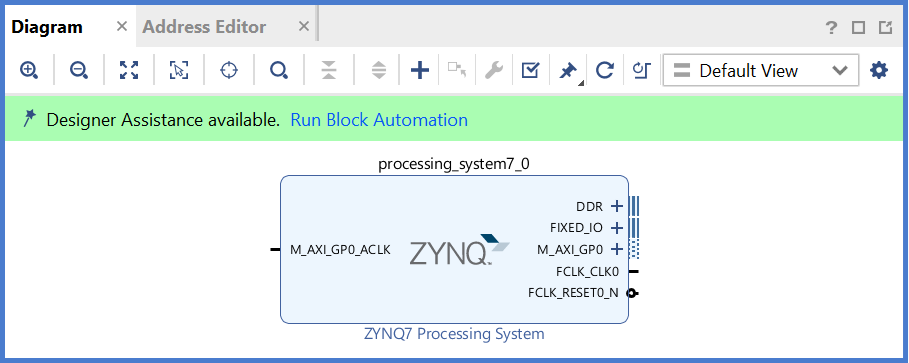 Diagram
Address Editor
Default View
Designer Assistance available. Run Block Automation
processing_system7_0
DDR
FIXED_IO
M_AXI_GP0_ACLK
ZYNQ
M_AXI_GP0
FCLK_CLK0
FCLK_RESET0_N
ZYNQ7 Processing System